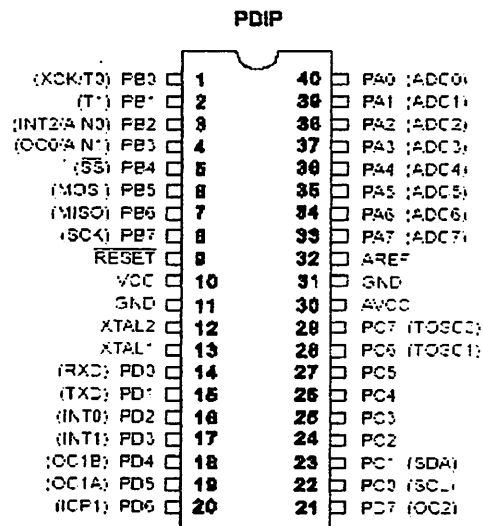 PDIP
(XCK/T0) PB0 1 40 PA0 (ADC0)
(T1) PB1 2 39 PA1 (ADC1)
(INT2/AIN0) PB2 3 38 PA2 (ADC2)
(OC0/AIN1) PB3 4 37 PA3 (ADC3)
(SS) PB4 5 36 PA4 (ADC4)
(MOSI) PB5 6 35 PA5 (ADC5)
(MISO) PB6 7 34 PA6 (ADC6)
(SCK) PB7 8 33 PA7 (ADC7)
RESET 9 32 AREF
VCC 10 31 GND
GND 11 30 AVCC
XTAL2 12 29 PC7 (TOSC2)
XTAL1 13 28 PC6 (TOSC1)
(RXD) PD0 14 27 PC5
(TXD) PD1 15 26 PC4
(INT0) PD2 16 25 PC3
(INT1) PD3 17 24 PC2
(OC1B) PD4 18 23 PC1 (SDA)
(OC1A) PD5 19 22 PC0 (SCL)
(ICP1) PD6 20 21 PD7 (OC2)